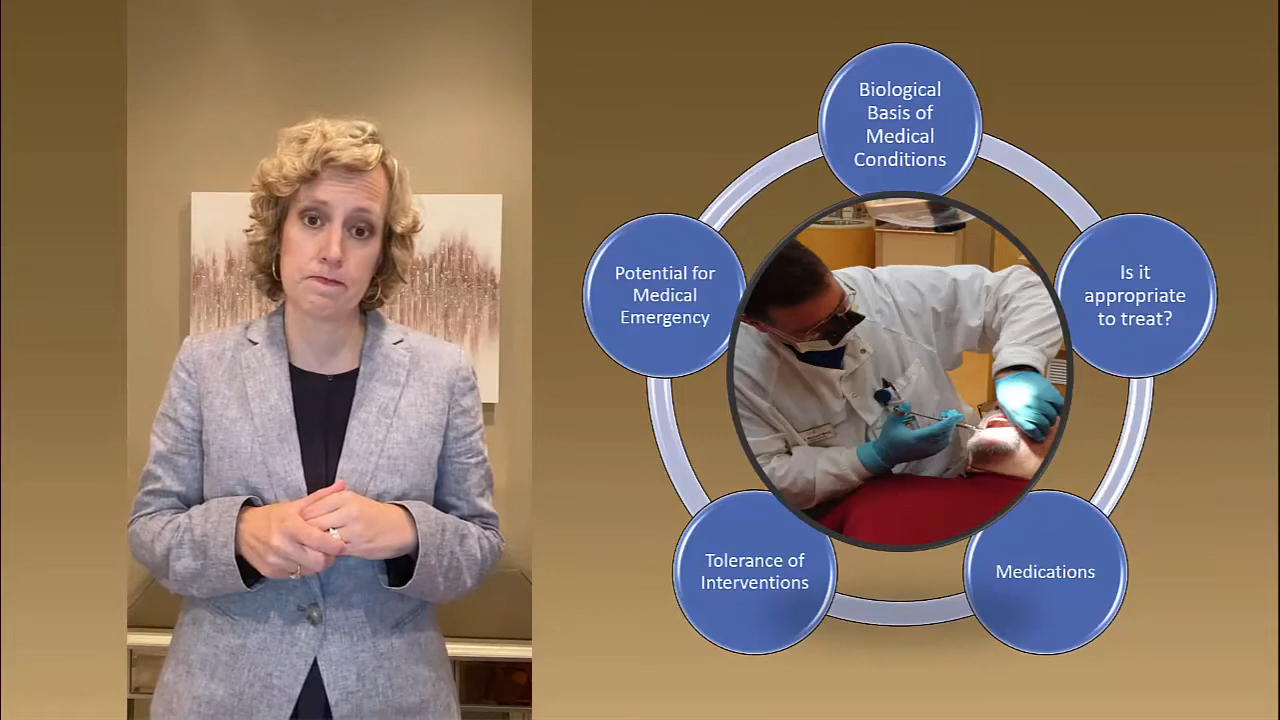 Biological
Basis of
Medical
Conditions
Is it
appropriate
to treat?
Medications
Tolerance of
Interventions
Potential for
Medical
Emergency